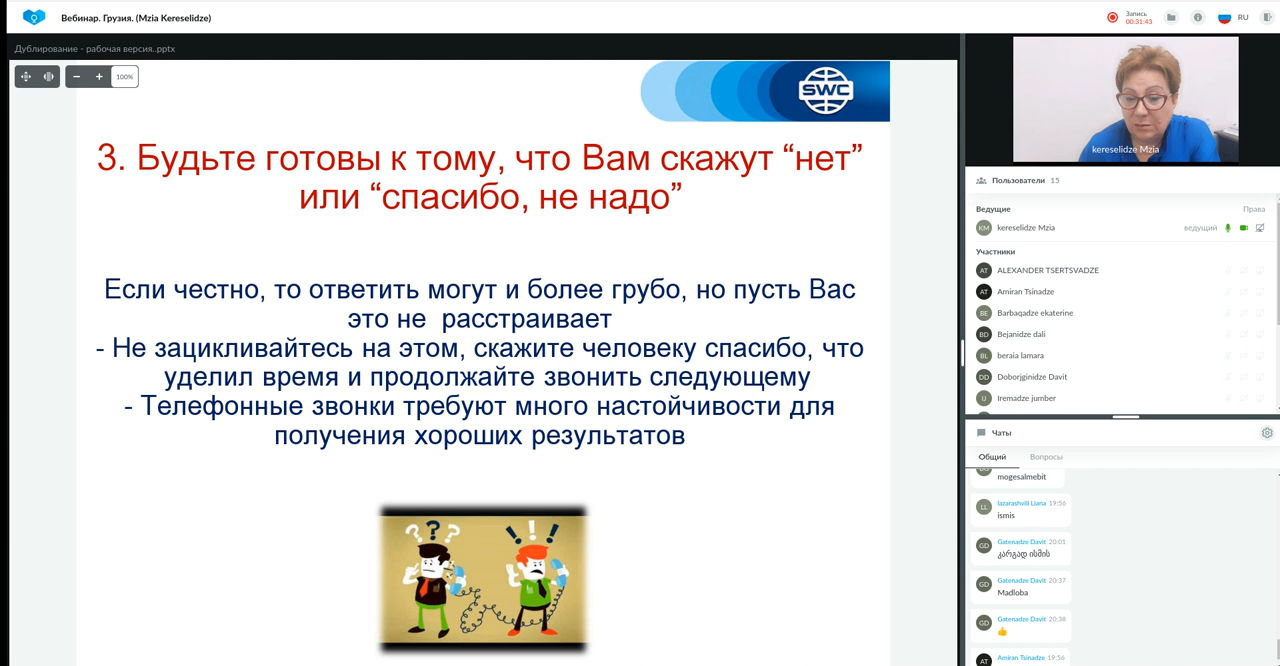 Вебинар. Грузия. (Mzia Kereselidze)
Запись
00:31:43
RU
Дублирование - рабочая версия..pptx
100%
SWC
3. Будьте готовы к тому, что Вам скажут “нет”
или “спасибо, не надо”
Если честно, то ответить могут и более грубо, но пусть Вас
это не расстраивает
- Не зацикливайтесь на этом, скажите человеку спасибо, что
уделил время и продолжайте звонить следующему
- Телефонные звонки требуют много настойчивости для
получения хороших результатов
? ? ?
! ! !
kereselidze Mzia
Пользователи 15
Ведущие Права
KM kereselidze Mzia ведущий
Участники
AT ALEXANDER TSERTSVADZE
AT Amiran Tsinadze
BE Barbaqadze ekaterine
BD Bejanidze dali
BL beraia lamara
DD Doborjginidze Davit
IJ Iremadze jumber
Чаты
Общий Вопросы
mogesalmebit
LL lazarashvili Liana 19:56
ismis
GD Gatenadze Davit 20:01
კარგად ისმის
GD Gatenadze Davit 20:37
Madloba
GD Gatenadze Davit 20:38
👍
AT Amiran Tsinadze 19:56